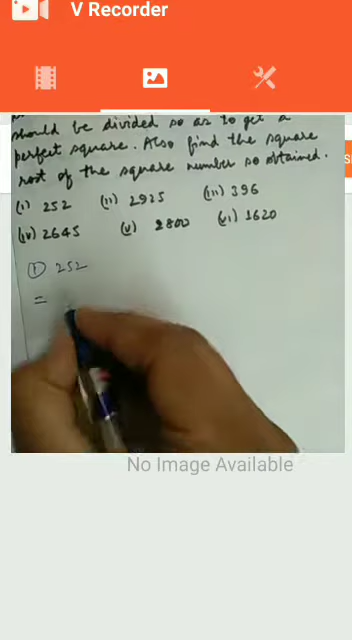 V Recorder
should be divided so as to get a
perfect square. Also find the square
root of the square number so obtained.
(i) 252 (ii) 2925 (iii) 396
(iv) 2645 (v) 2800 (vi) 1620
(i) 252
=
No Image Available